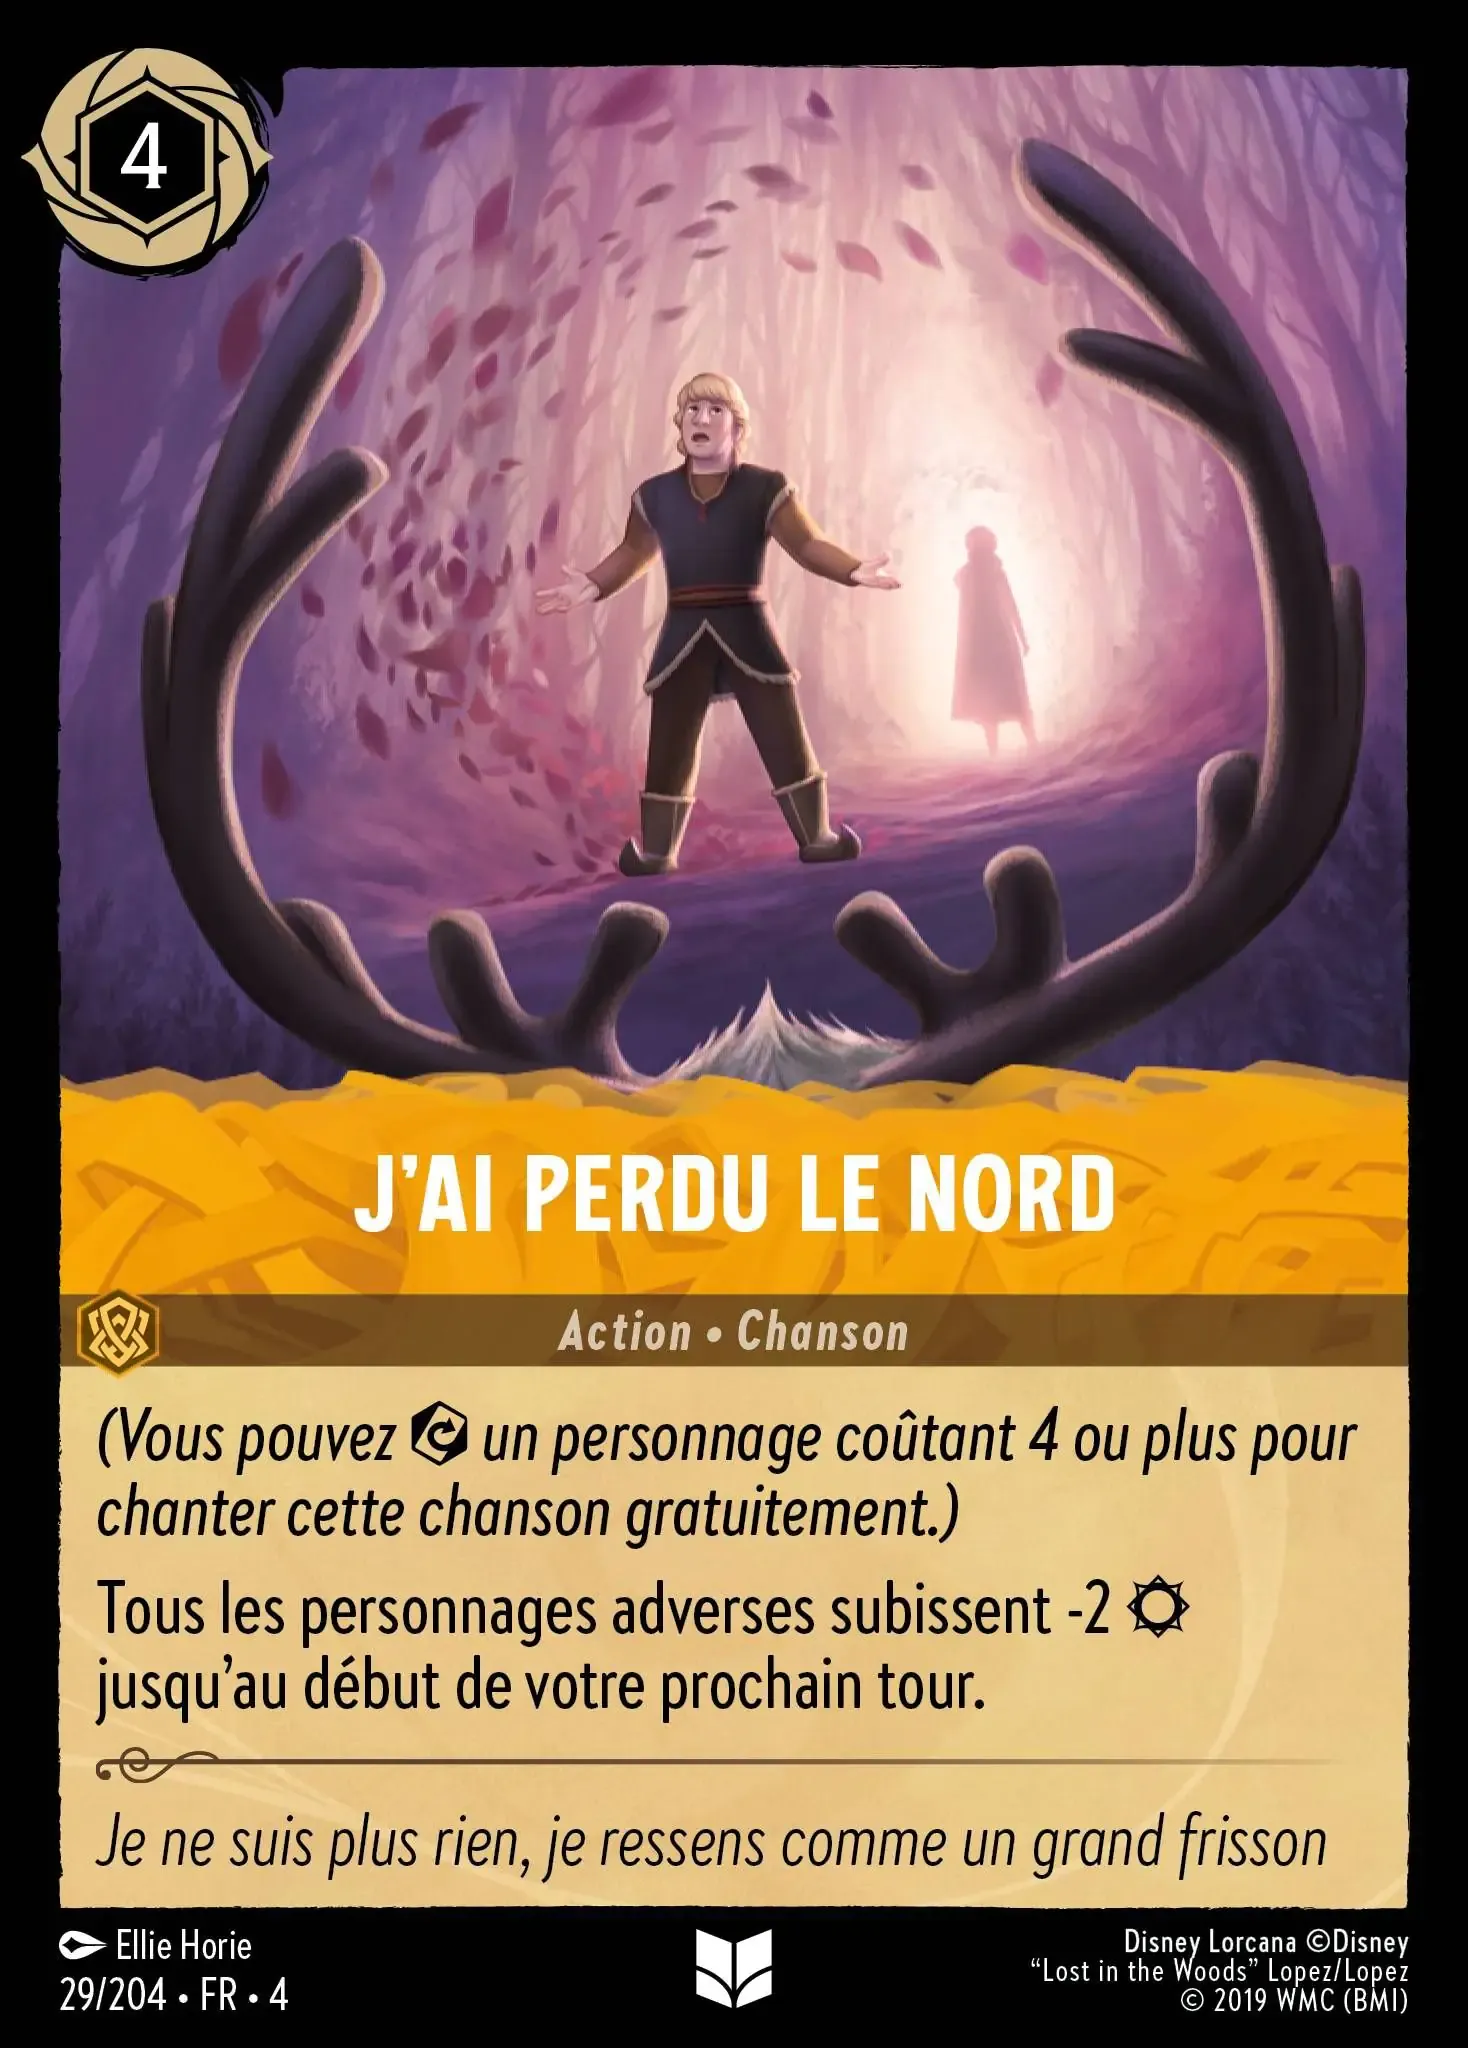 4
J'AI PERDU LE NORD
Action • Chanson
(Vous pouvez un personnage coûtant 4 ou plus pour
chanter cette chanson gratuitement.)
Tous les personnages adverses subissent -2
jusqu'au début de votre prochain tour.
Je ne suis plus rien, je ressens comme un grand frisson
Ellie Horie
29/204 • FR • 4
Disney Lorcana ©Disney
“Lost in the Woods” Lopez/Lopez
© 2019 WMC (BMI)